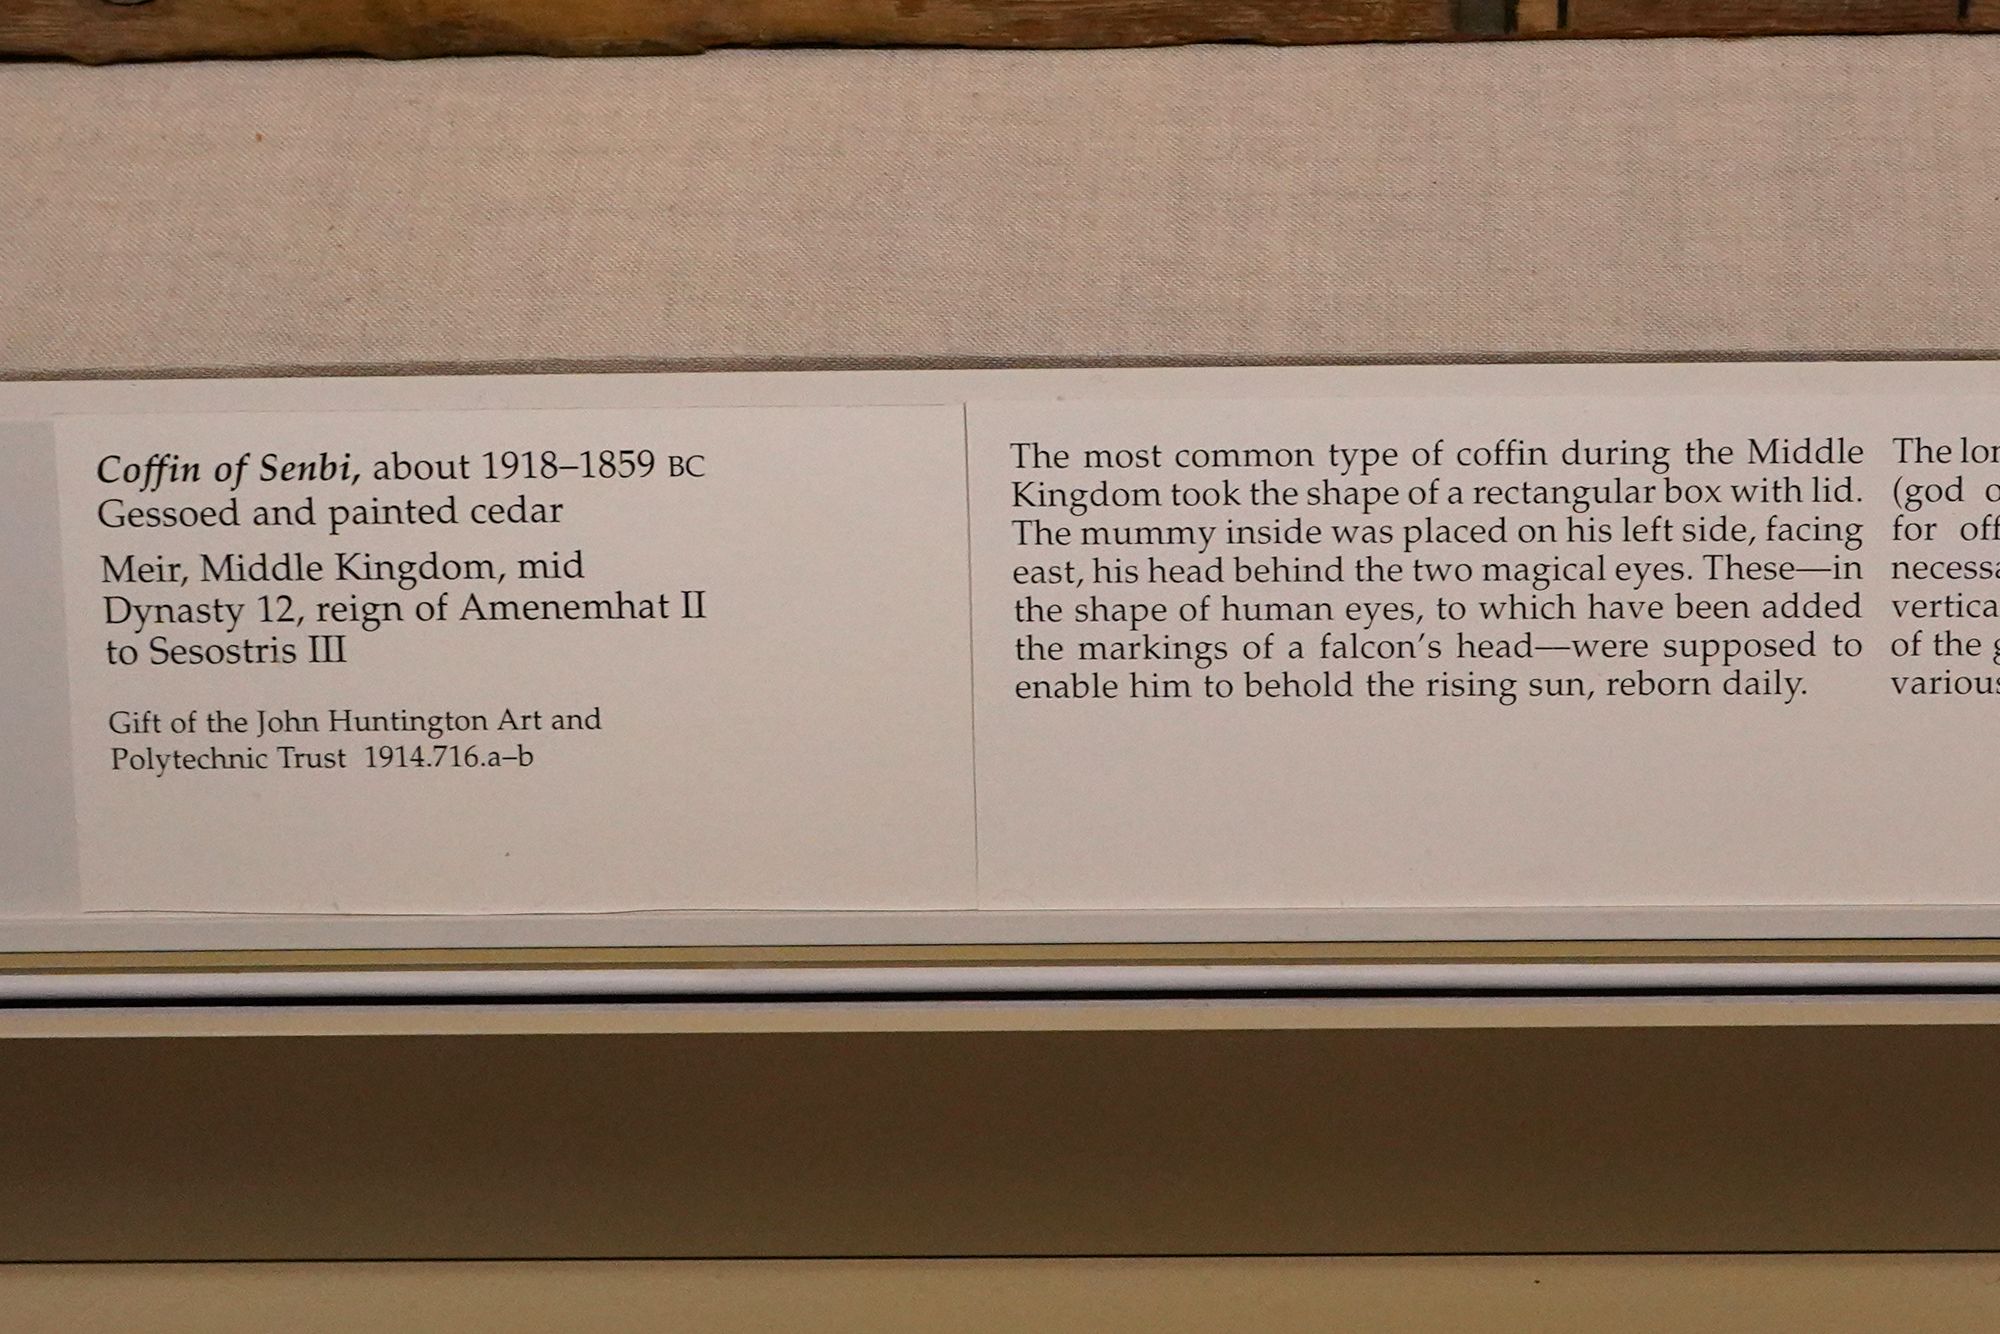 Coffin of Senbi, about 1918–1859 BC
Gessoed and painted cedar
Meir, Middle Kingdom, mid
Dynasty 12, reign of Amenemhat II
to Sesostris III
Gift of the John Huntington Art and
Polytechnic Trust 1914.716.a–b
The most common type of coffin during the Middle
Kingdom took the shape of a rectangular box with lid.
The mummy inside was placed on his left side, facing
east, his head behind the two magical eyes. These—in
the shape of human eyes, to which have been added
the markings of a falcon's head—were supposed to
enable him to behold the rising sun, reborn daily.
The
(god
for
of the